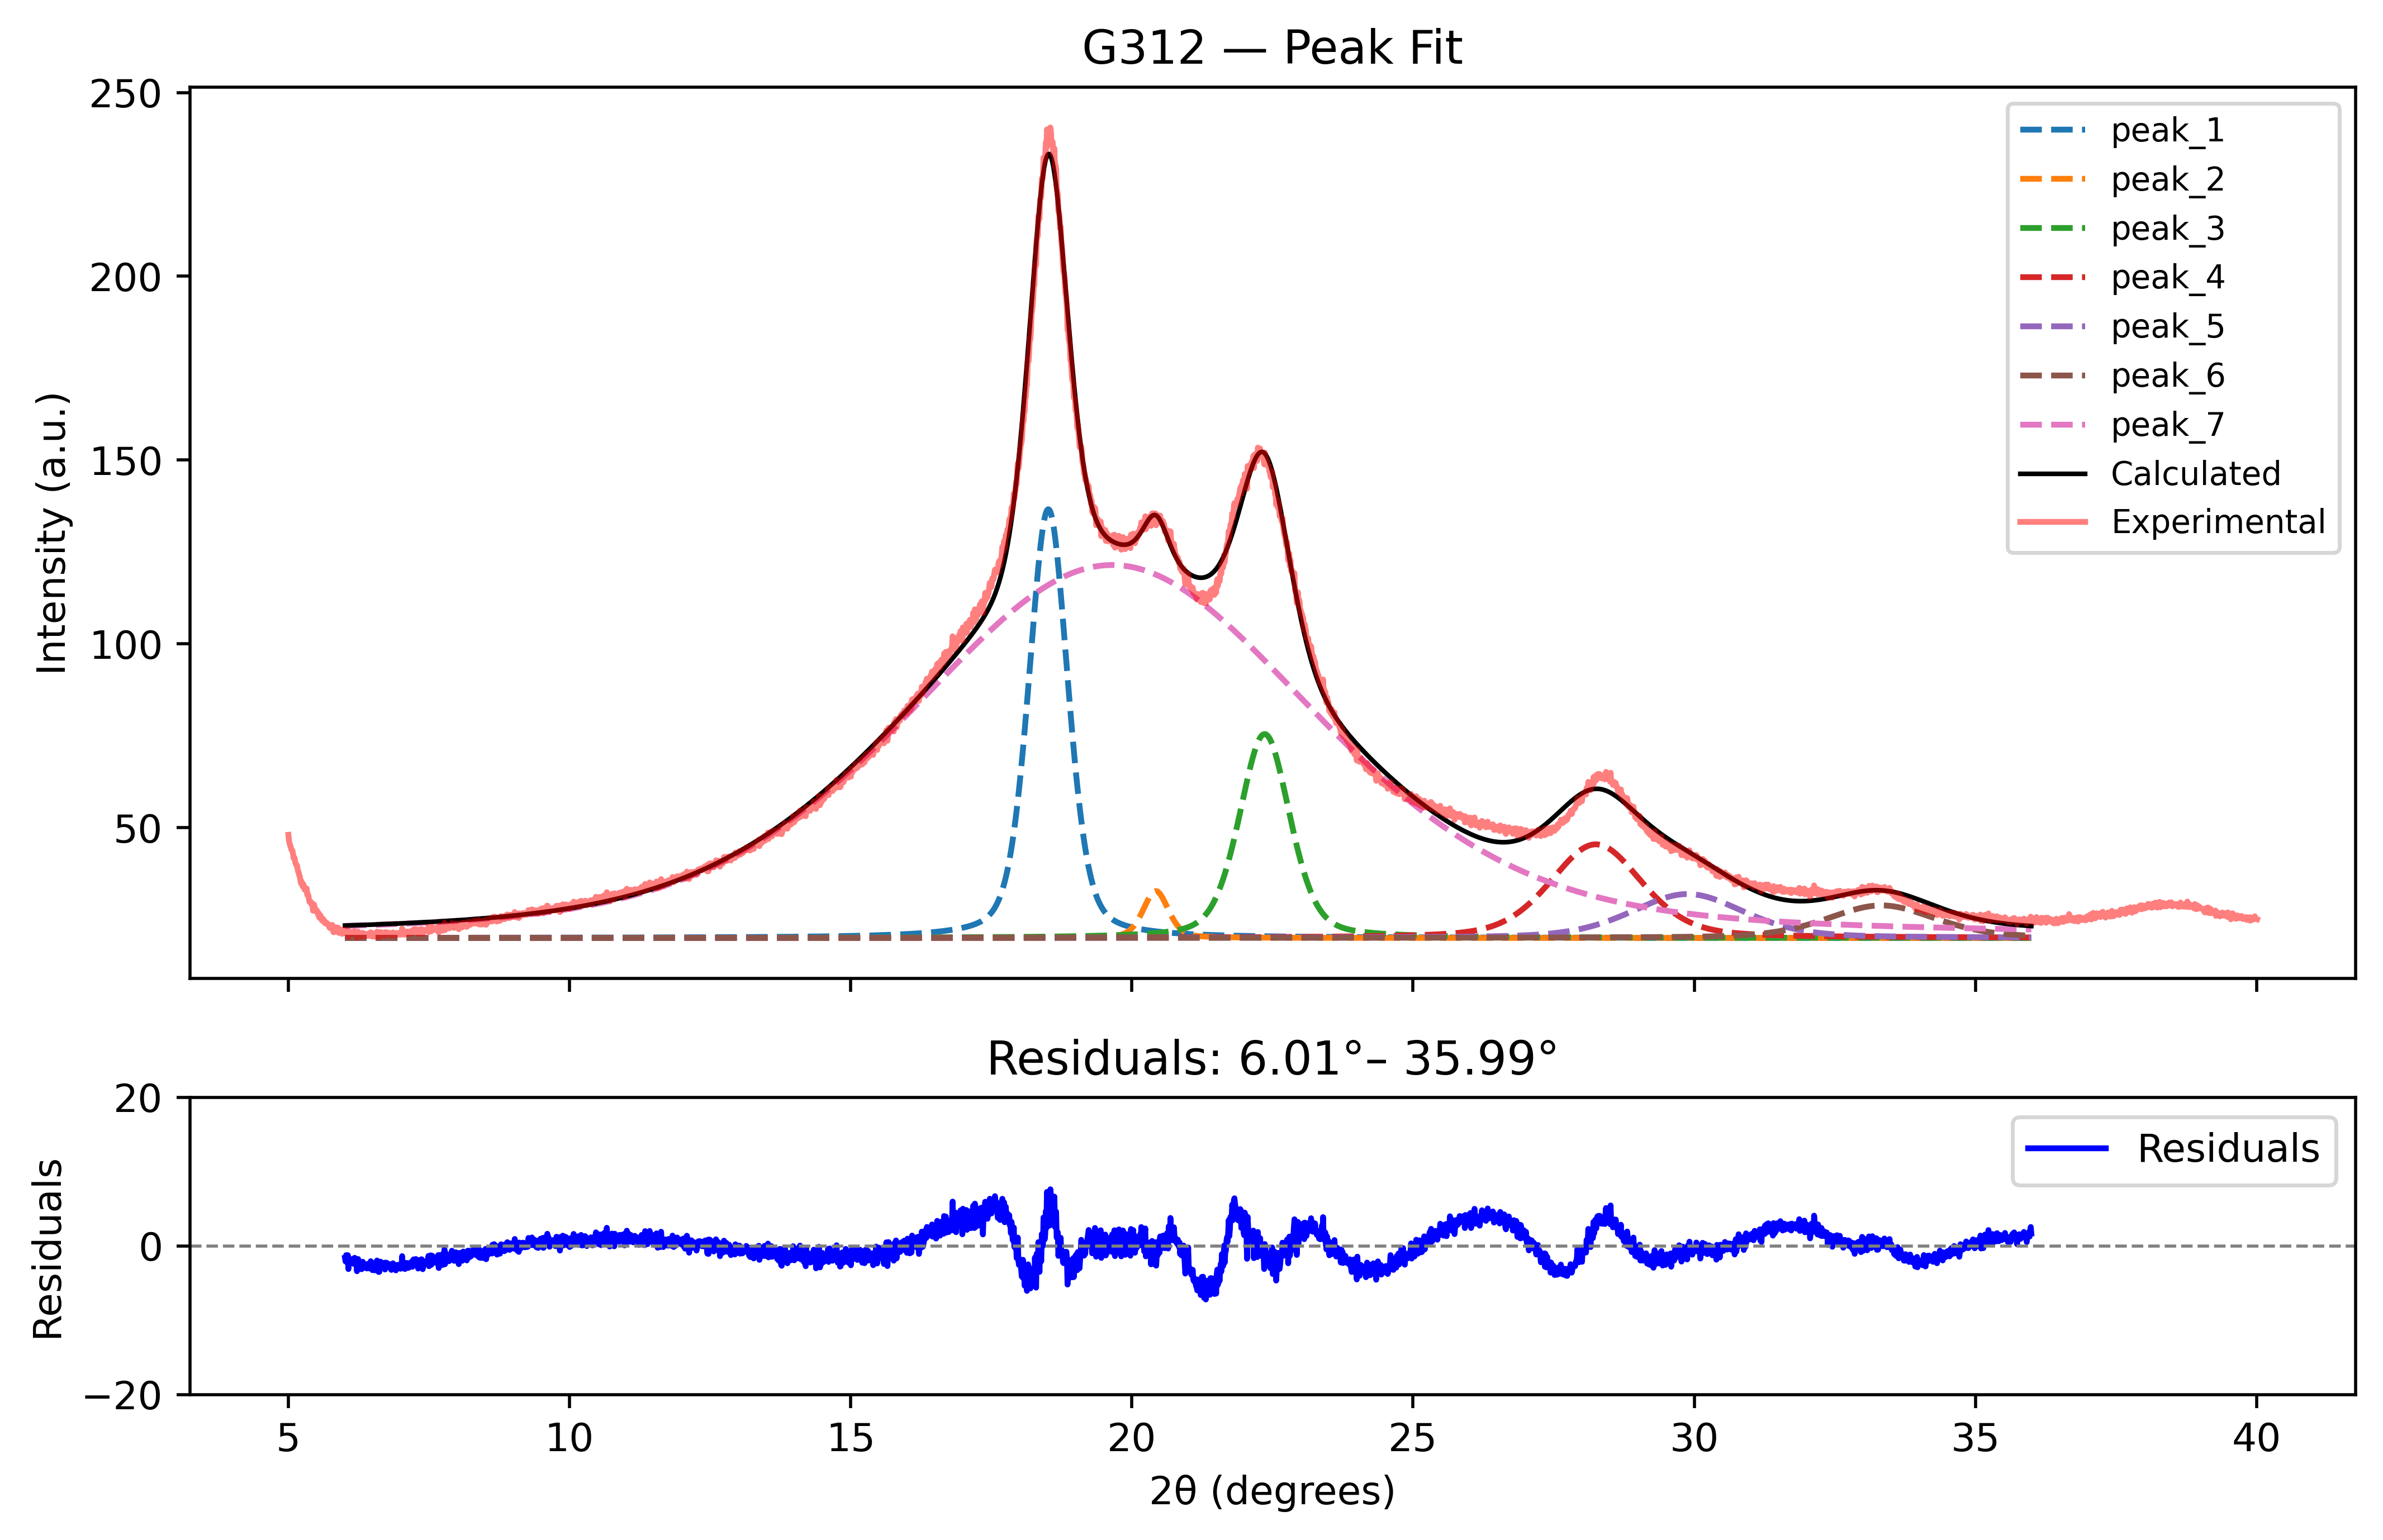 G312 — Peak Fit
250
200
150
100
50
Intensity (a.u.)
peak_1
peak_2
peak_3
peak_4
peak_5
peak_6
peak_7
Calculated
Experimental
Residuals: 6.01°– 35.99°
20
0
−20
Residuals
Residuals
5 10 15 20 25 30 35 40
2θ (degrees)